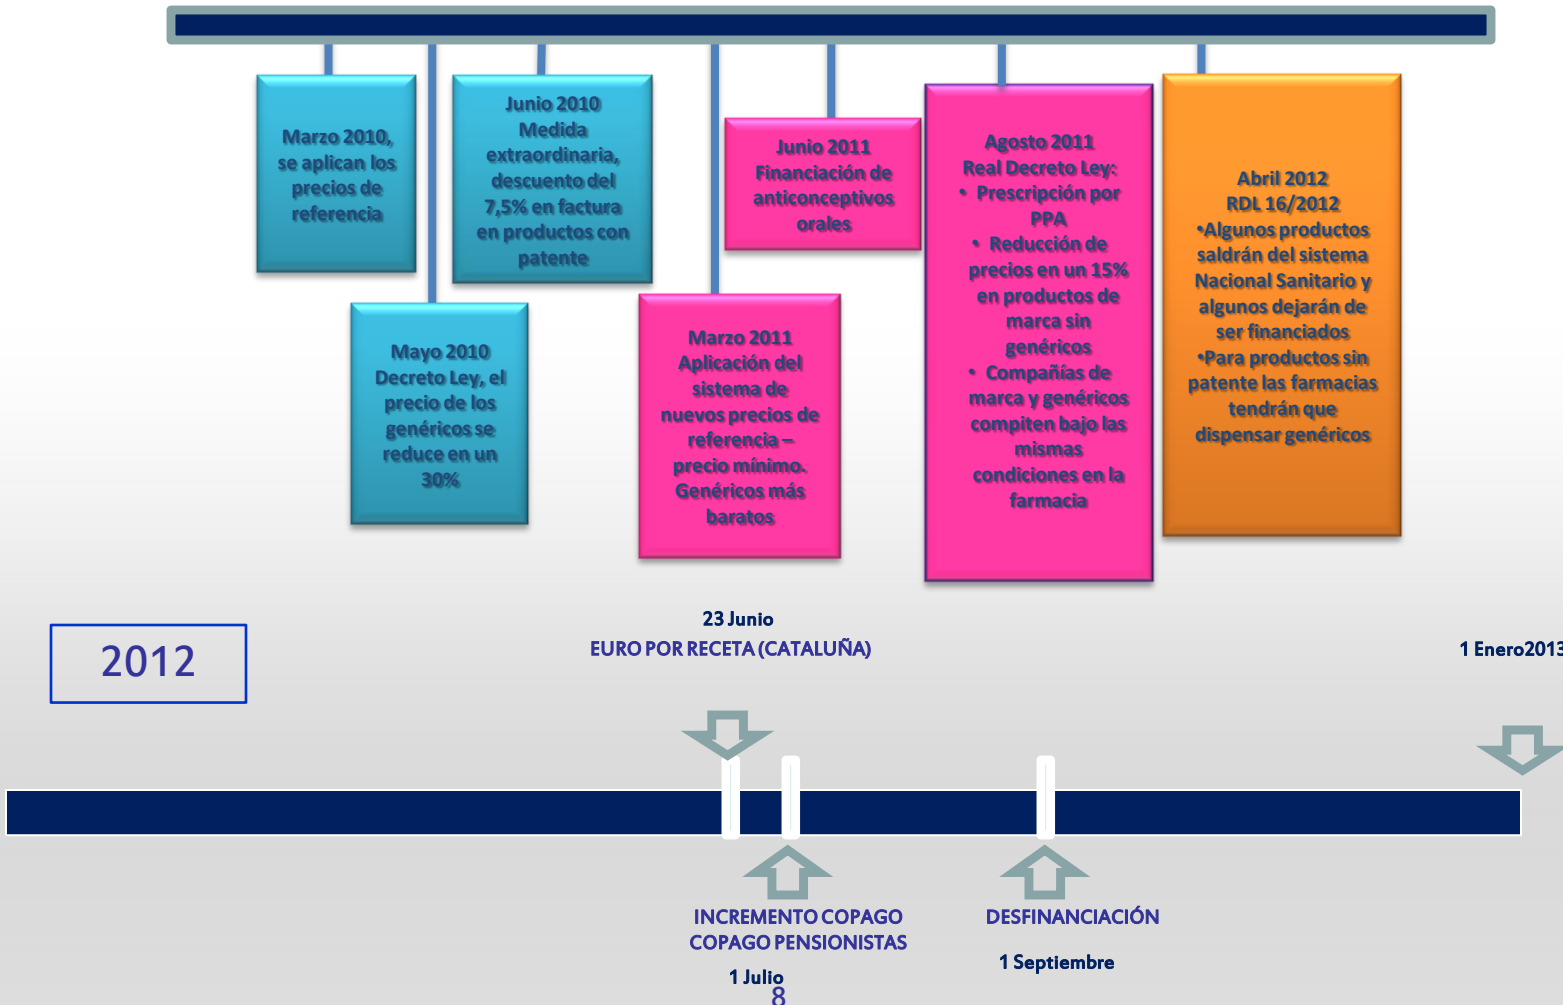 Marzo 2010,
se aplican los
precios de
referencia
Mayo 2010
Decreto Ley, el
precio de los
genéricos se
reduce en un
30%
Junio 2010
Medida
extraordinaria,
descuento del
7,5% en factura
en productos con
patente
Marzo 2011
Aplicación del
sistema de
nuevos precios de
referencia –
precio mínimo.
Genéricos más
baratos
Junio 2011
Financiación de
anticonceptivos
orales
Agosto 2011
Real Decreto Ley:
• Prescripción por
PPA
• Reducción de
precios en un 15%
en productos de
marca sin
genéricos
• Compañías de
marca y genéricos
compiten bajo las
mismas
condiciones en la
farmacia
Abril 2012
RDL 16/2012
•Algunos productos
saldrán del sistema
Nacional Sanitario y
algunos dejarán de
ser financiados
•Para productos sin
patente las farmacias
tendrán que
dispensar genéricos
2012
23 Junio
EURO POR RECETA (CATALUÑA)
1 Enero2013
INCREMENTO COPAGO
COPAGO PENSIONISTAS
1 Julio
DESFINANCIACIÓN
1 Septiembre
8